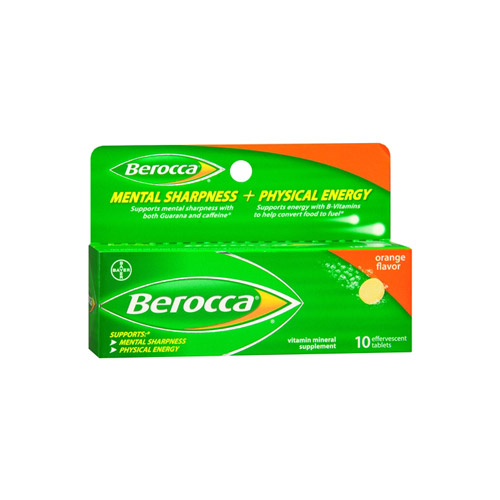 Berocca®
MENTAL SHARPNESS + PHYSICAL ENERGY
Supports mental sharpness with
both Guarana and caffeine*
Supports energy with B-Vitamins
to help convert food to fuel*
orange
flavor
BAYER
Berocca®
SUPPORTS:*
MENTAL SHARPNESS
PHYSICAL ENERGY
vitamin mineral
supplement
10 effervescent
tablets